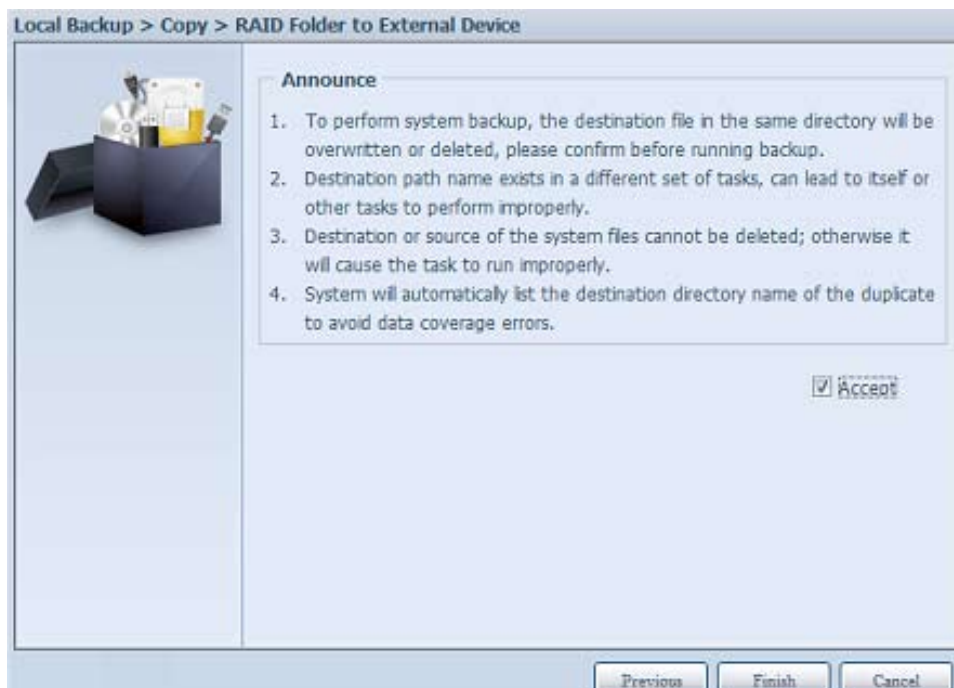 Local Backup > Copy > RAID Folder to External Device
Announce
1. To perform system backup, the destination file in the same directory will be
overwritten or deleted, please confirm before running backup.
2. Destination path name exists in a different set of tasks, can lead to itself or
other tasks to perform improperly.
3. Destination or source of the system files cannot be deleted; otherwise it
will cause the task to run improperly.
4. System will automatically list the destination directory name of the duplicate
to avoid data coverage errors.
Accept
Previous Finish Cancel